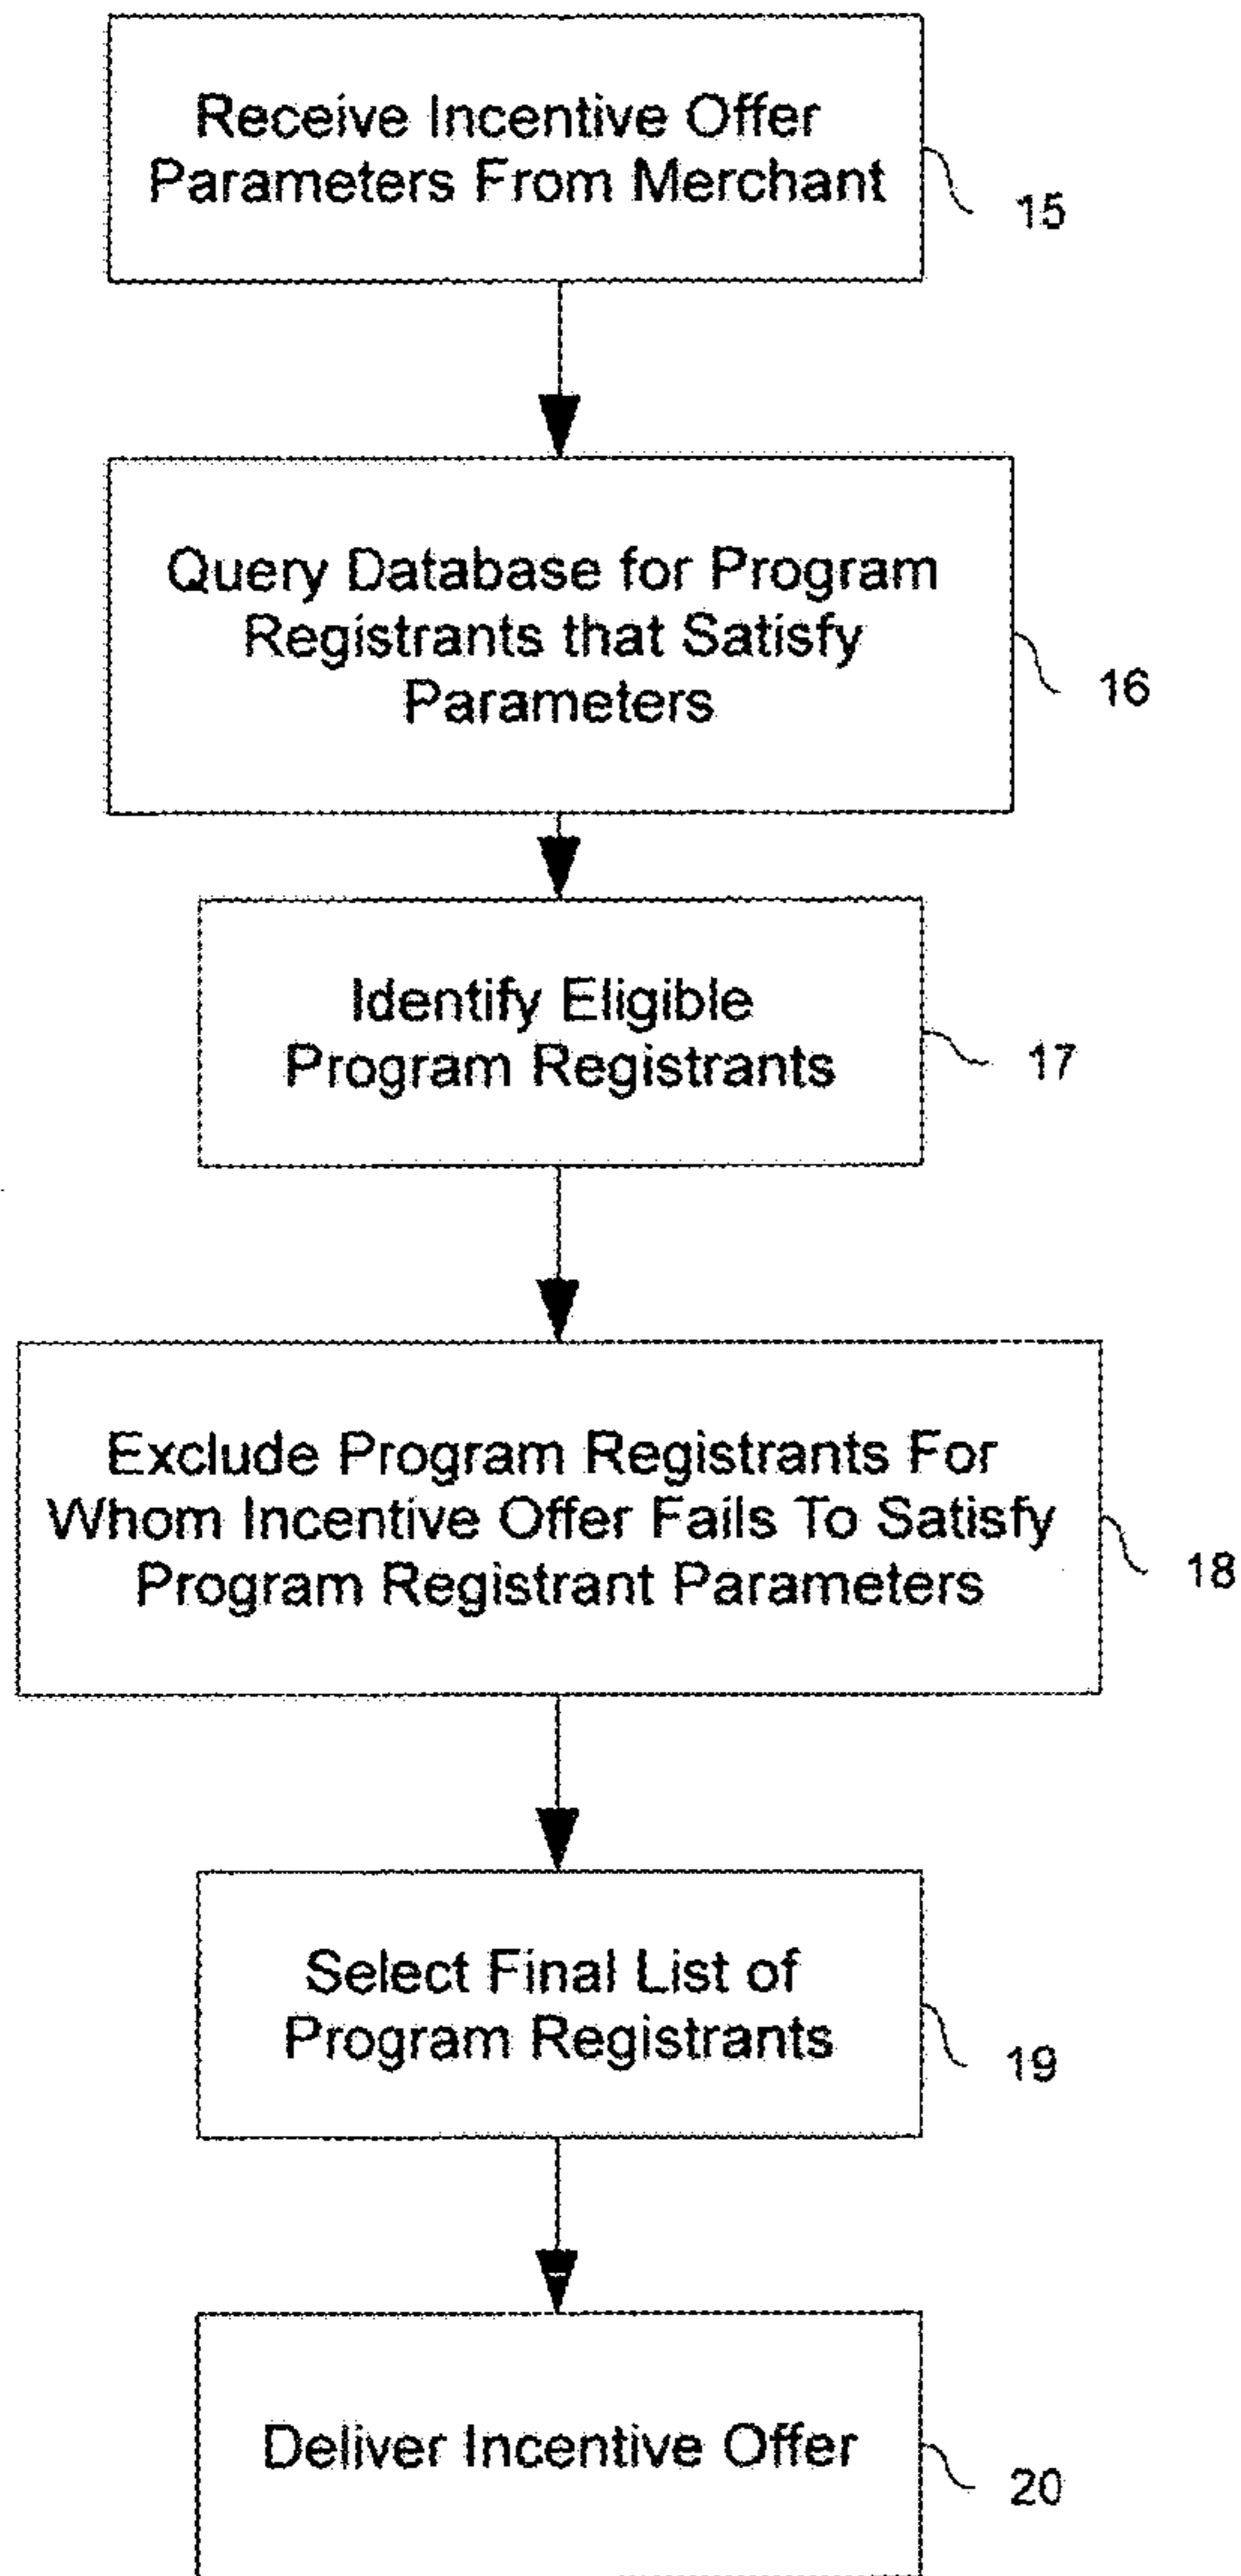 Receive Incentive Offer
Parameters From Merchant
15
Query Database for Program
Registrants that Satisfy
Parameters
16
Identify Eligible
Program Registrants
17
Exclude Program Registrants For
Whom Incentive Offer Fails To Satisfy
Program Registrant Parameters
18
Select Final List of
Program Registrants
19
Deliver Incentive Offer
20